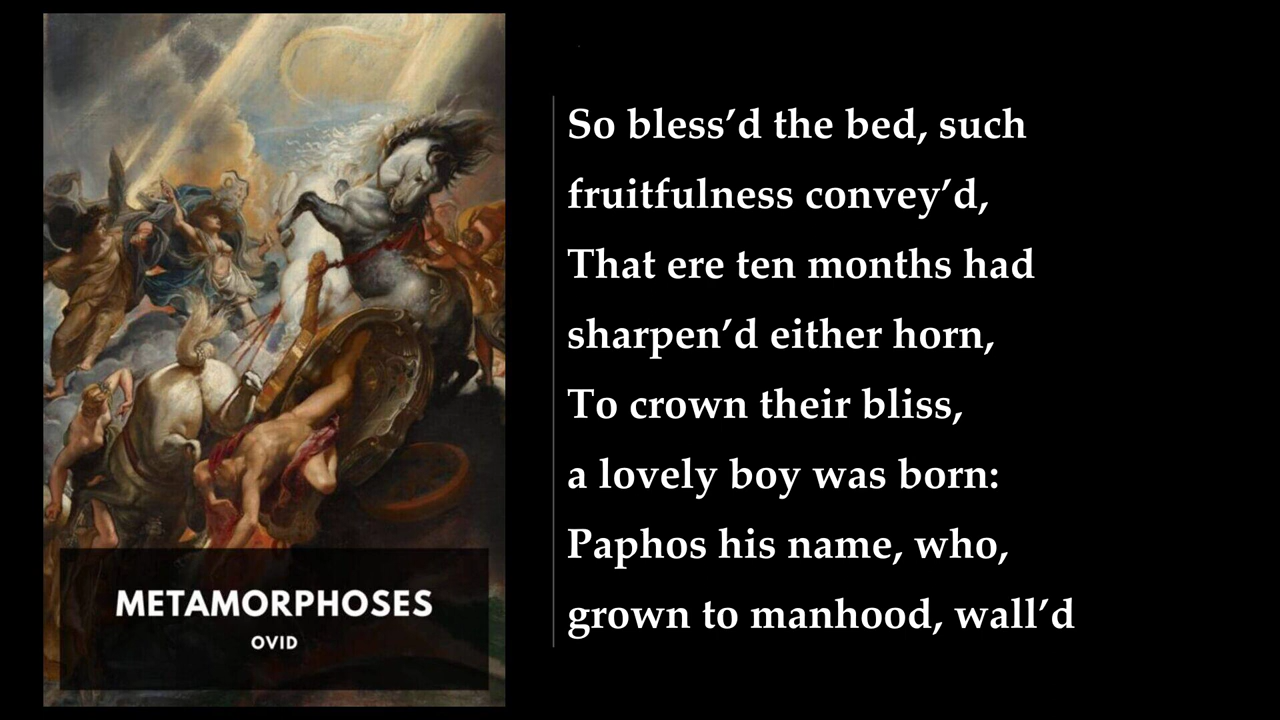 METAMORPHOSES
OVID
So bless’d the bed, such
fruitfulness convey’d,
That ere ten months had
sharpen’d either horn,
To crown their bliss,
a lovely boy was born:
Paphos his name, who,
grown to manhood, wall’d